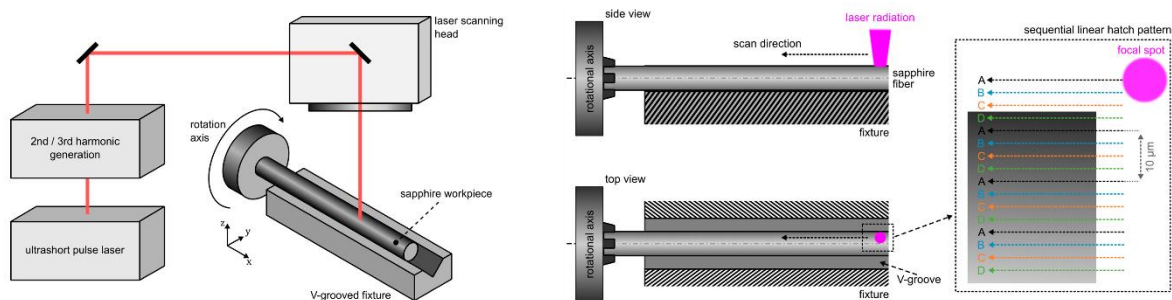 laser scanning
head
2nd / 3rd harmonic
generation
rotation
axis
sapphire workpiece
ultrashort pulse laser
z
y
x
V-grooved fixture
side view
laser radiation
scan direction
rotational axis
sapphire
fiber
fixture
top view
rotational axis
V-groove
fixture
sequential linear hatch pattern
focal spot
A
B
C
D
A
B
C
D
A
B
C
D
A
B
C
D
10 µm